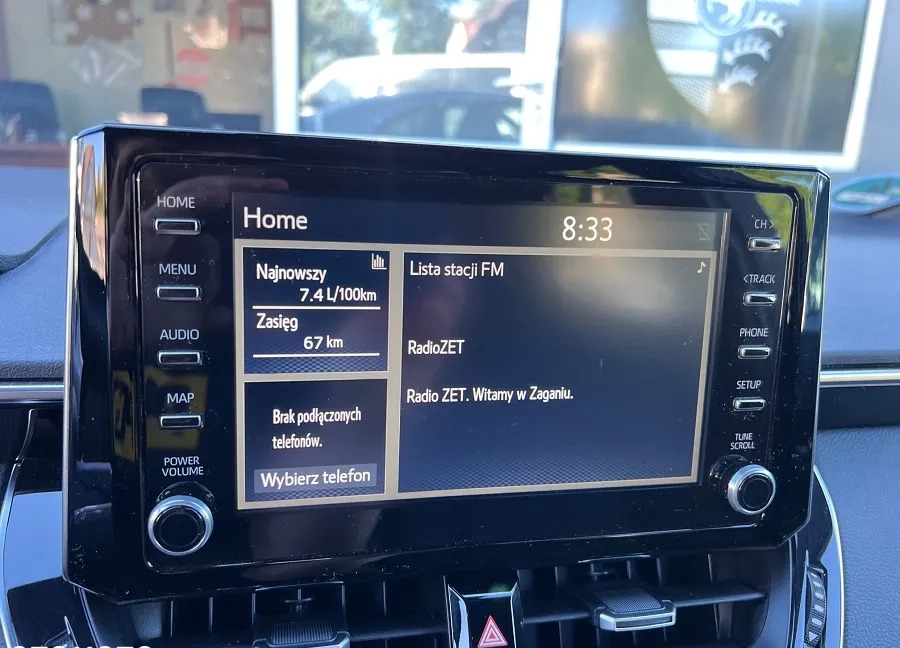 HOME
MENU
AUDIO
MAP
POWER
VOLUME
Home
8:33
Najnowszy
7.4 L/100km
Zasięg
67 km
Brak podłączonych
telefonów.
Wybierz telefon
Lista stacji FM
RadioZET
Radio ZET. Witamy w Zaganiu.
CH >
<TRACK
PHONE
SETUP
TUNE
SCROLL